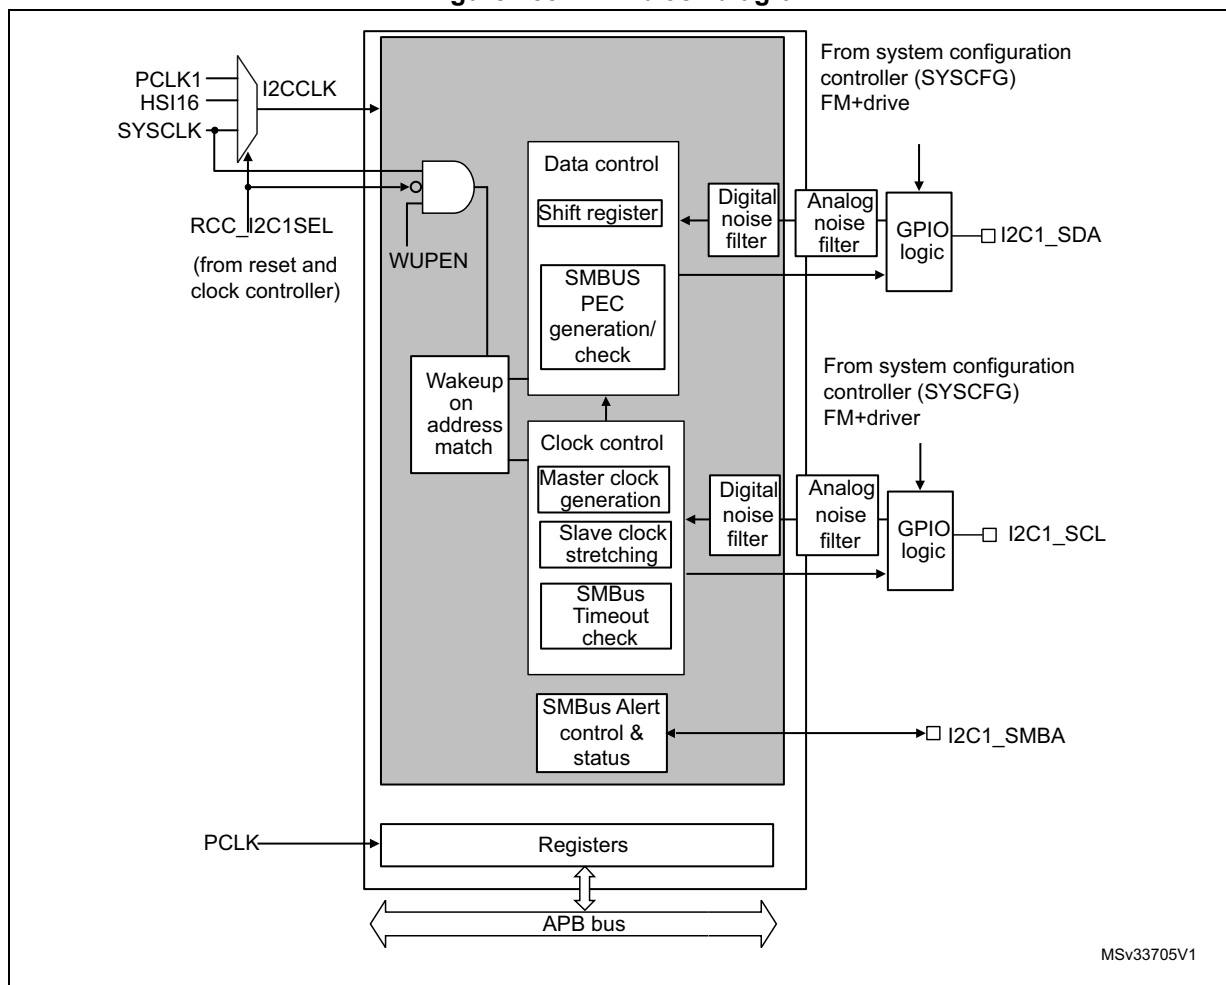 From system configuration
controller (SYSCFG)
FM+drive
PCLK1
HSI16
SYSCLK
I2CCLK
RCC_I2C1SEL
(from reset and
clock controller)
WUPEN
Data control
Shift register
SMBUS
PEC
generation/
check
Digital
noise
filter
Analog
noise
filter
GPIO
logic
I2C1_SDA
Wakeup
on
address
match
From system configuration
controller (SYSCFG)
FM+driver
Clock control
Master clock
generation
Slave clock
stretching
SMBus
Timeout
check
Digital
noise
filter
Analog
noise
filter
GPIO
logic
I2C1_SCL
SMBus Alert
control &
status
I2C1_SMBA
PCLK
Registers
APB bus
MSv33705V1